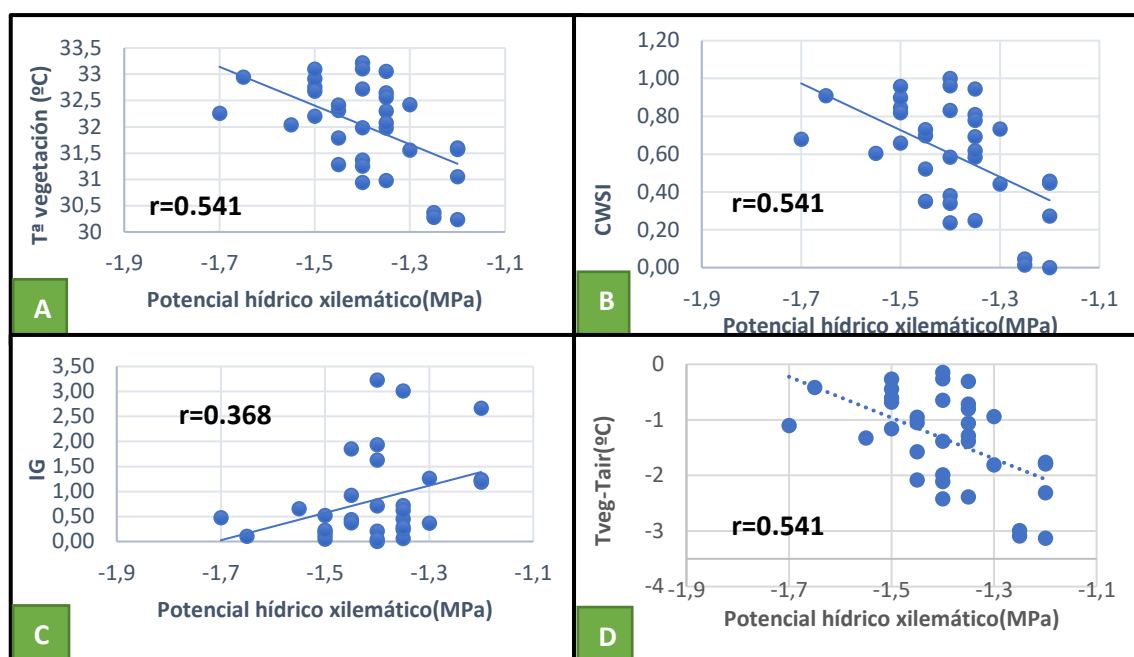 33,5
33
32,5
32
31,5
31
30,5
30
Tª vegetación (ºC)
r=0.541
-1,9 -1,7 -1,5 -1,3 -1,1
Potencial hídrico xilemático(MPa)
A
1,20
1,00
0,80
0,60
0,40
0,20
0,00
CWSI
r=0.541
-1,9 -1,7 -1,5 -1,3 -1,1
Potencial hídrico xilemático(MPa)
B
3,50
3,00
2,50
2,00
1,50
1,00
0,50
0,00
IG
r=0.368
-1,9 -1,7 -1,5 -1,3 -1,1
Potencial hídrico xilemático(MPa)
C
0
-1
-2
-3
-4
Tveg-Tair(ºC)
r=0.541
-1,9 -1,7 -1,5 -1,3 -1,1
Potencial hídrico xilemático(MPa)
D